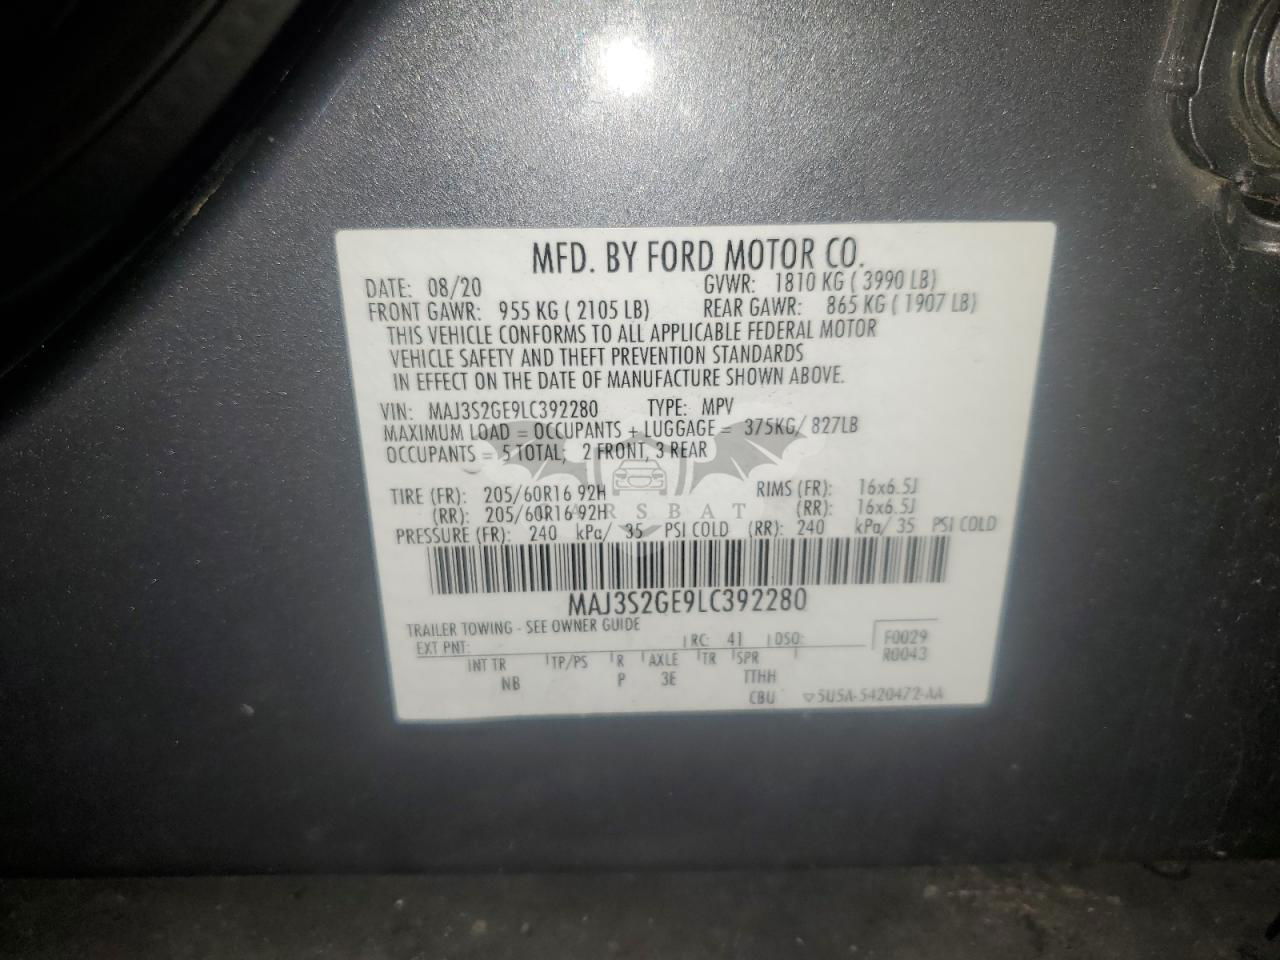 MFD. BY FORD MOTOR CO.
DATE: 08/20 GVWR: 1810 KG ( 3990 LB)
FRONT GAWR: 955 KG ( 2105 LB) REAR GAWR: 865 KG ( 1907 LB)
THIS VEHICLE CONFORMS TO ALL APPLICABLE FEDERAL MOTOR
VEHICLE SAFETY AND THEFT PREVENTION STANDARDS
IN EFFECT ON THE DATE OF MANUFACTURE SHOWN ABOVE.
VIN: MAJ3S2GE9LC392280 TYPE: MPV
MAXIMUM LOAD = OCCUPANTS + LUGGAGE = 375KG/ 827LB
OCCUPANTS = 5 TOTAL; 2 FRONT, 3 REAR
TIRE (FR): 205/60R16 92H RIMS (FR): 16x6.5J
(RR): 205/60R16 92H (RR): 16x6.5J
ARSBAT
PRESSURE (FR): 240 kPa/ 35 PSI COLD (RR): 240 kPa/ 35 PSI COLD
MAJ3S2GE9LC392280
TRAILER TOWING - SEE OWNER GUIDE
EXT PNT: RC: 41 DSO: F0029
R0043
INT TR TP/PS R AXLE TR SPR
NB P 3E TTHH
CBU ▽5U5A-5420472-AA